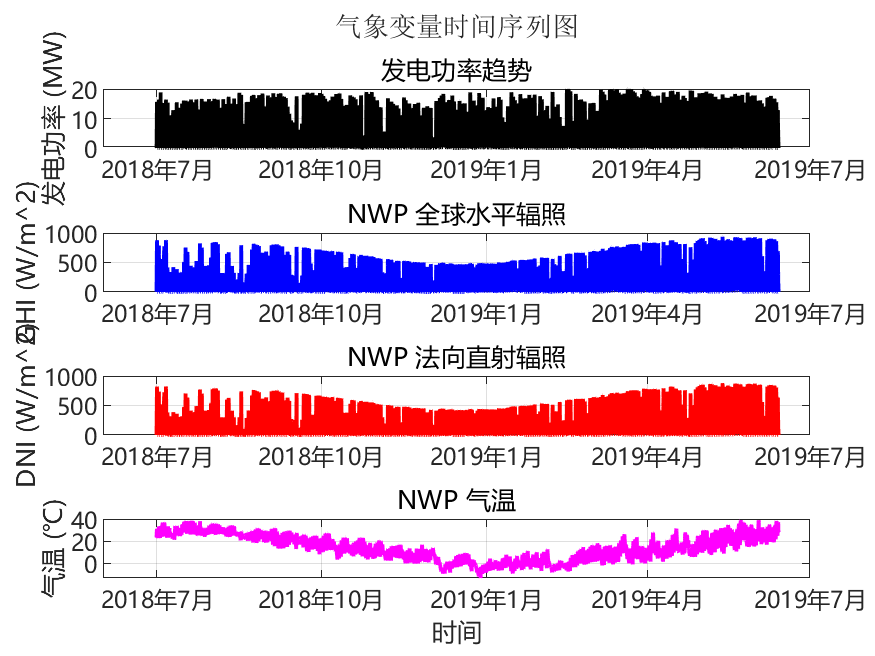 气象变量时间序列图
发电功率趋势
发电功率 (MW)
20
10
0
2018年7月 2018年10月 2019年1月 2019年4月 2019年7月
NWP 全球水平辐照
GHI (W/m^2)
1000
500
0
2018年7月 2018年10月 2019年1月 2019年4月 2019年7月
NWP 法向直射辐照
DNI (W/m^2)
1000
500
0
2018年7月 2018年10月 2019年1月 2019年4月 2019年7月
NWP 气温
气温 (℃)
40
20
0
2018年7月 2018年10月 2019年1月 2019年4月 2019年7月
时间